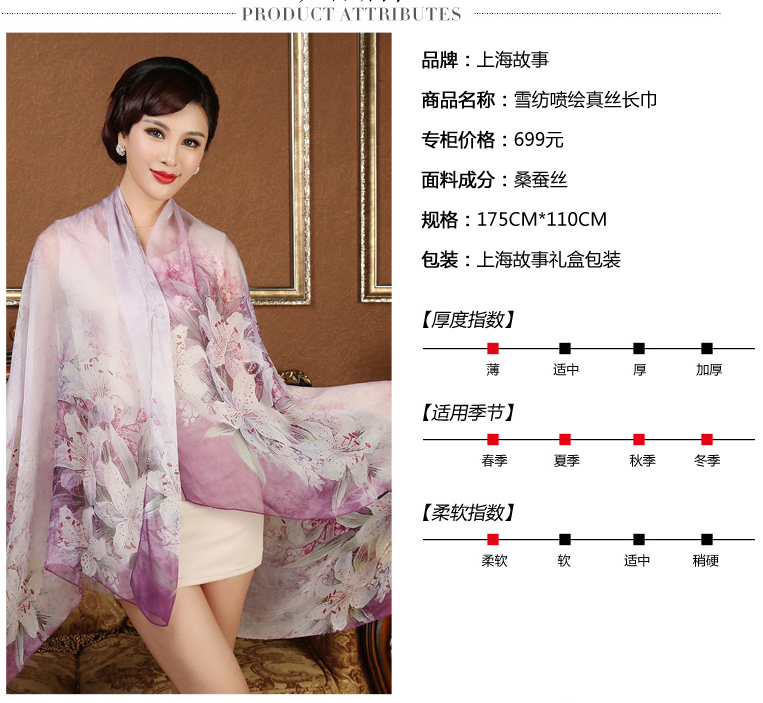 PRODUCT ATTRIBUTES
品牌：上海故事
商品名称：雪纺喷绘真丝长巾
专柜价格：699元
面料成分：桑蚕丝
规格：175CM*110CM
包装：上海故事礼盒包装
【厚度指数】
薄 适中 厚 加厚
【适用季节】
春季 夏季 秋季 冬季
【柔软指数】
柔软 软 适中 稍硬